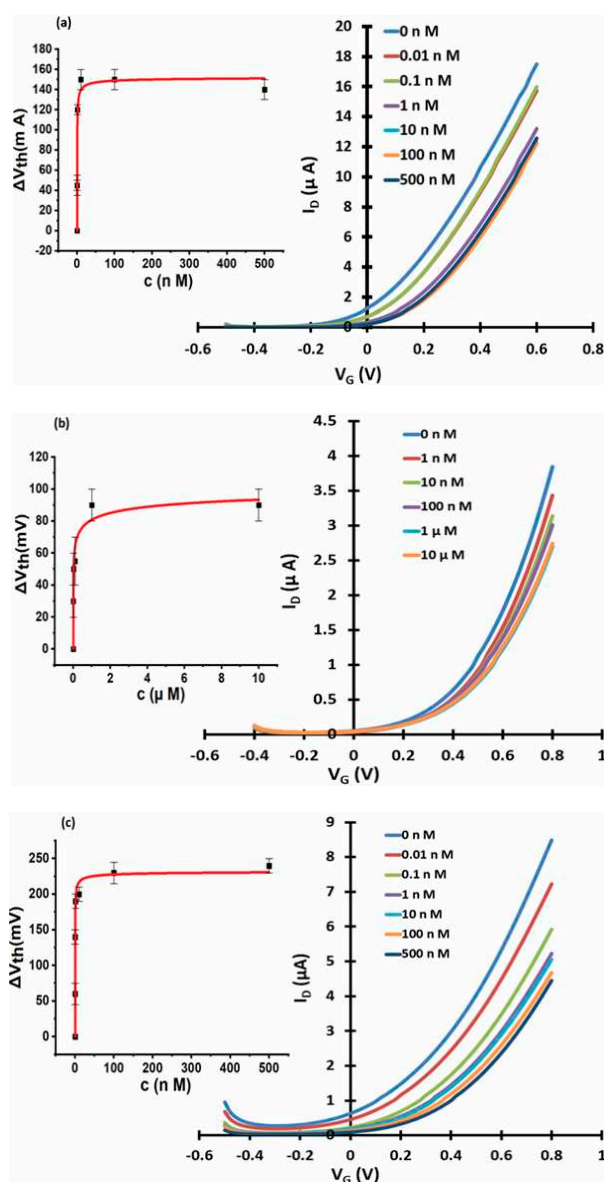 (a)
160
140
120
100
80
60
40
20
0
-20
ΔVth(m A)
0 100 200 300 400 500
c (n M)
20
18
16
14
12
10
8
6
4
2
0
I_D (µ A)
0 n M
0.01 n M
0.1 n M
1 n M
10 n M
100 n M
500 n M
-0.6 -0.4 -0.2 0 0.2 0.4 0.6 0.8
V_G (V)
(b)
120
100
80
60
40
20
0
ΔVth(mV)
0 2 4 6 8 10
c (µ M)
4.5
4
3.5
3
2.5
2
1.5
1
0.5
0
I_D (µ A)
0 n M
1 n M
10 n M
100 n M
1 µ M
10 µ M
-0.6 -0.4 -0.2 0 0.2 0.4 0.6 0.8 1
V_G (V)
(c)
250
200
150
100
50
0
ΔVth(mV)
0 100 200 300 400 500
c (n M)
9
8
7
6
5
4
3
2
1
0
I_D (µA)
0 n M
0.01 n M
0.1 n M
1 n M
10 n M
100 n M
500 n M
-0.6 -0.4 -0.2 0 0.2 0.4 0.6 0.8 1
V_G (V)